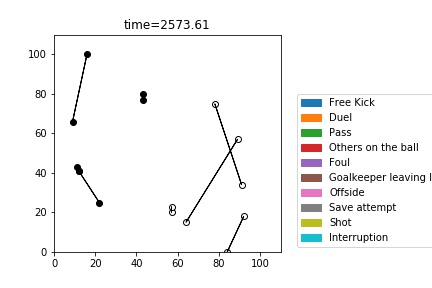 time=2573.61
100
80
60
40
20
0
0 20 40 60 80 100
Free Kick
Duel
Pass
Others on the ball
Foul
Goalkeeper leaving l
Offside
Save attempt
Shot
Interruption